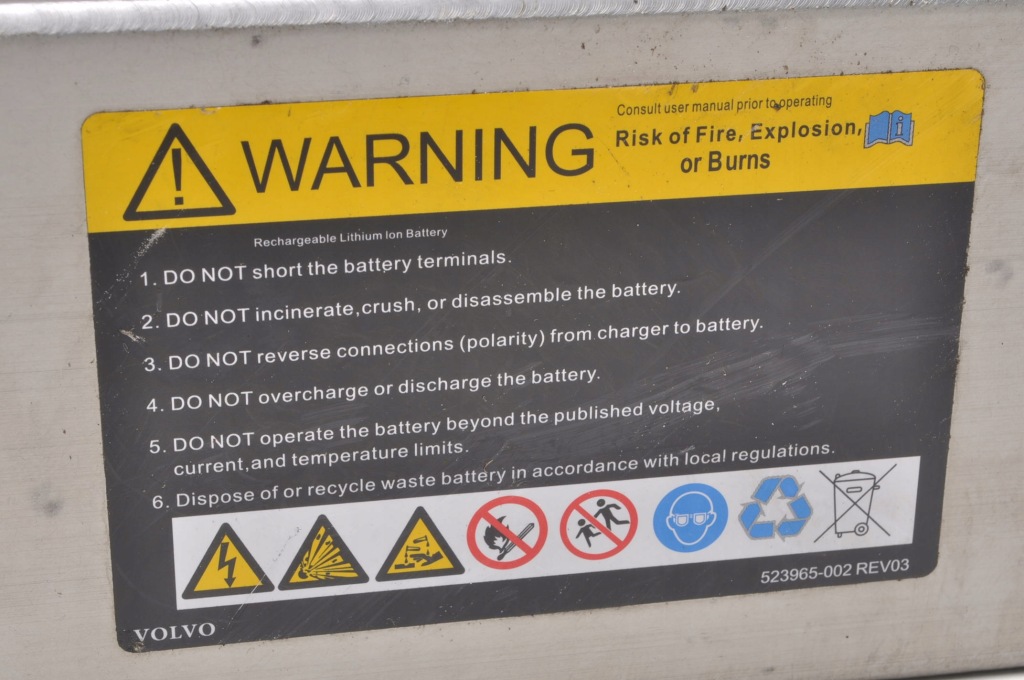 WARNING
Consult user manual prior to operating
Risk of Fire, Explosion,
or Burns
Rechargeable Lithium Ion Battery
1. DO NOT short the battery terminals.
2. DO NOT incinerate,crush, or disassemble the battery.
3. DO NOT reverse connections (polarity) from charger to battery.
4. DO NOT overcharge or discharge the battery.
5. DO NOT operate the battery beyond the published voltage,
current,and temperature limits.
6. Dispose of or recycle waste battery in accordance with local regulations.
523965-002 REV03
VOLVO